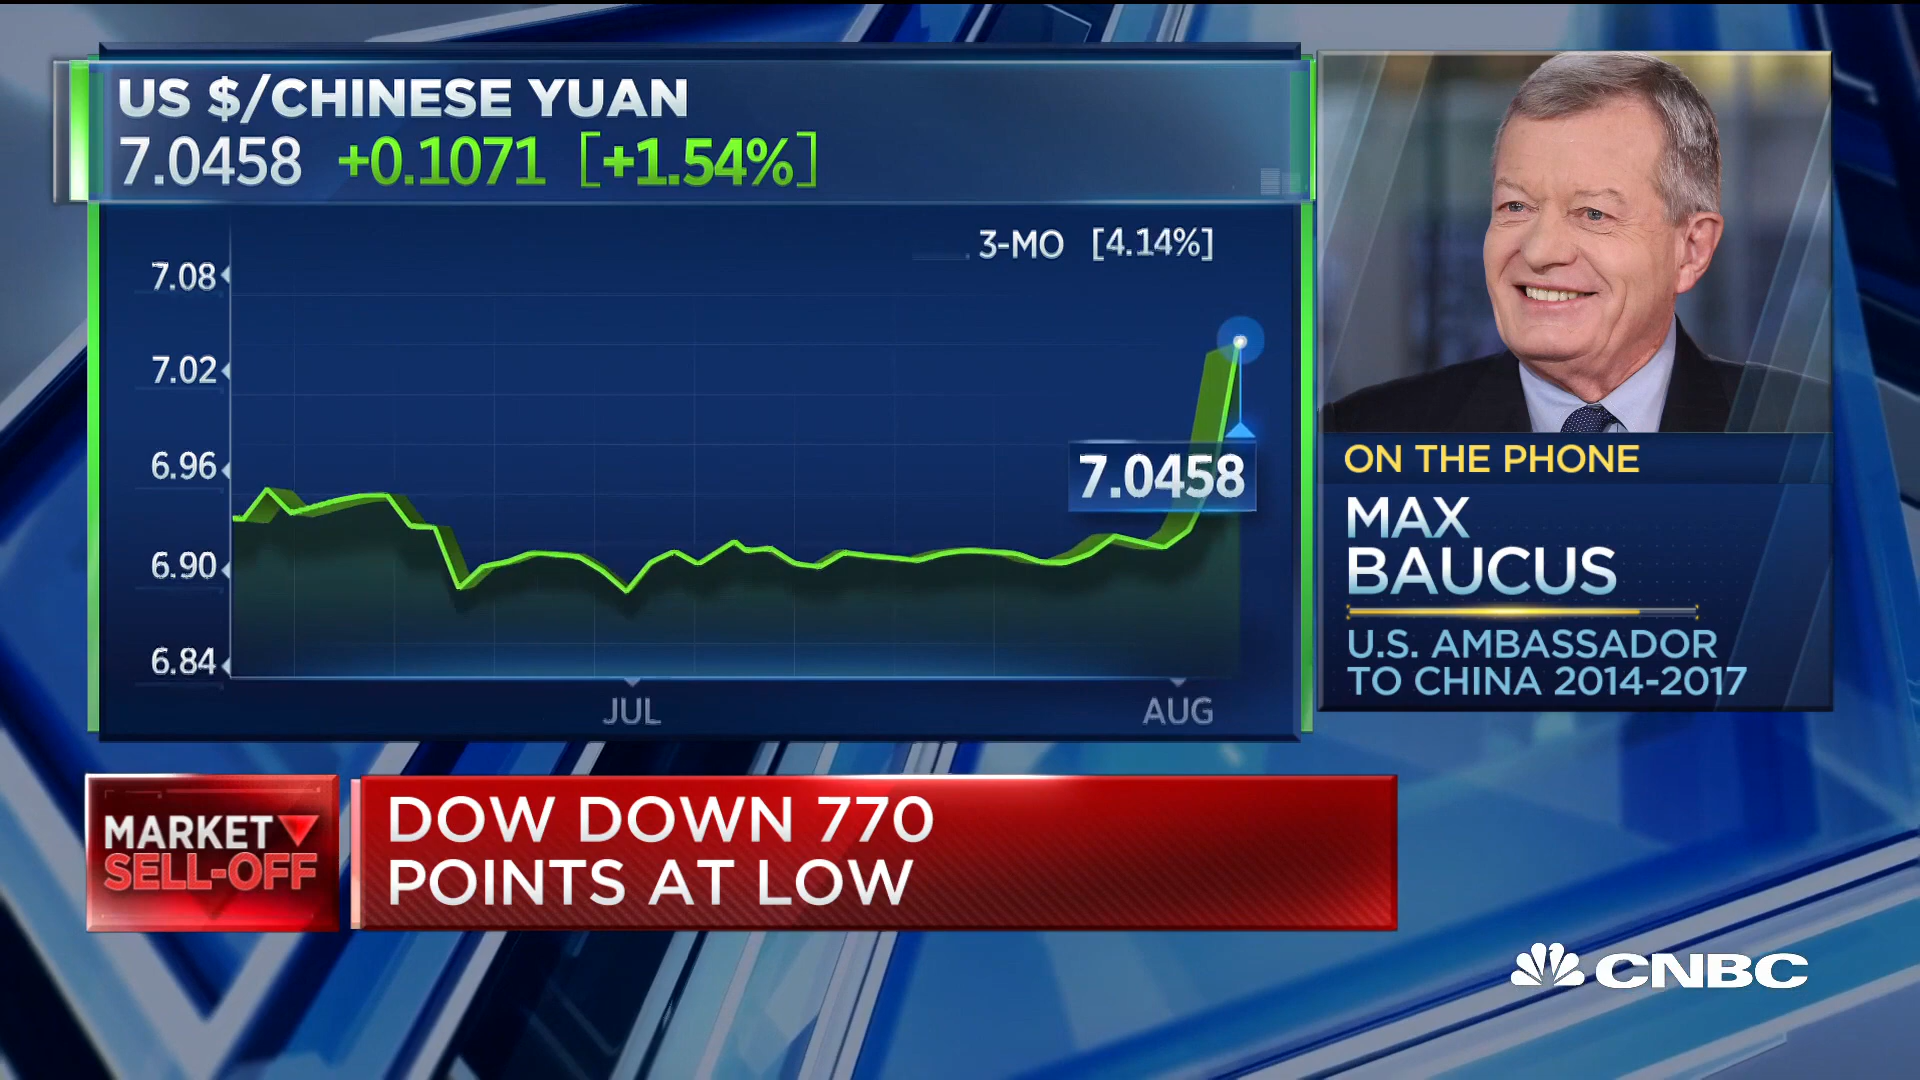 US $/CHINESE YUAN
7.0458 +0.1071 [+1.54%]
3-MO [4.14%]
7.08
7.02
6.96
6.90
6.84
7.0458
JUL
AUG
ON THE PHONE
MAX
BAUCUS
U.S. AMBASSADOR
TO CHINA 2014-2017
MARKET
SELL-OFF
DOW DOWN 770
POINTS AT LOW
CNBC